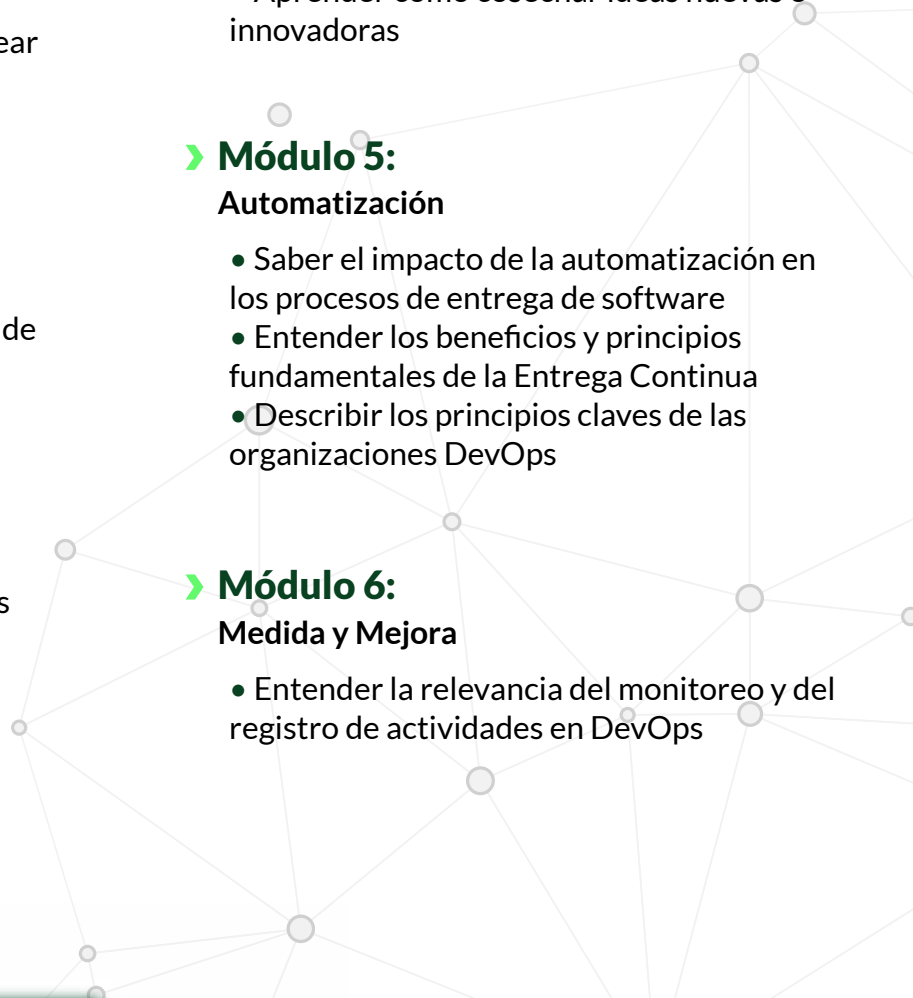 innovadoras
Módulo 5:
Automatización
• Saber el impacto de la automatización en
los procesos de entrega de software
• Entender los beneficios y principios
fundamentales de la Entrega Continua
• Describir los principios claves de las
organizaciones DevOps
Módulo 6:
Medida y Mejora
• Entender la relevancia del monitoreo y del
registro de actividades en DevOps
de